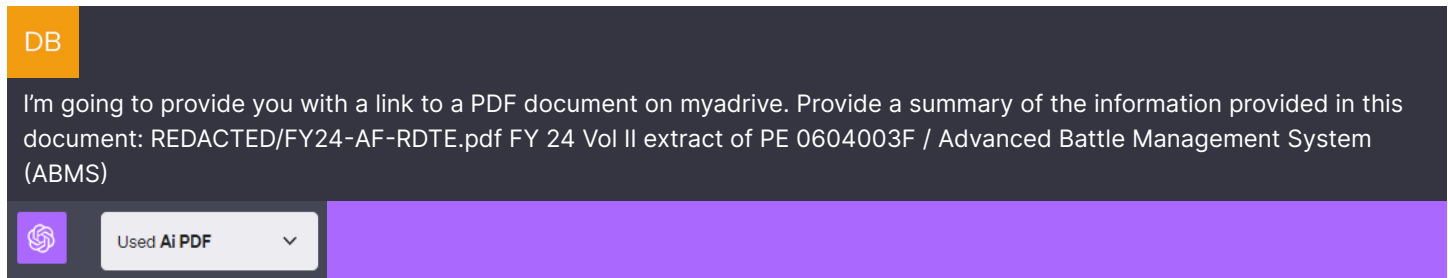 DB
I’m going to provide you with a link to a PDF document on myadrive. Provide a summary of the information provided in this
document: REDACTED/FY24-AF-RDTE.pdf FY 24 Vol II extract of PE 0604003F / Advanced Battle Management System
(ABMS)
Used Ai PDF